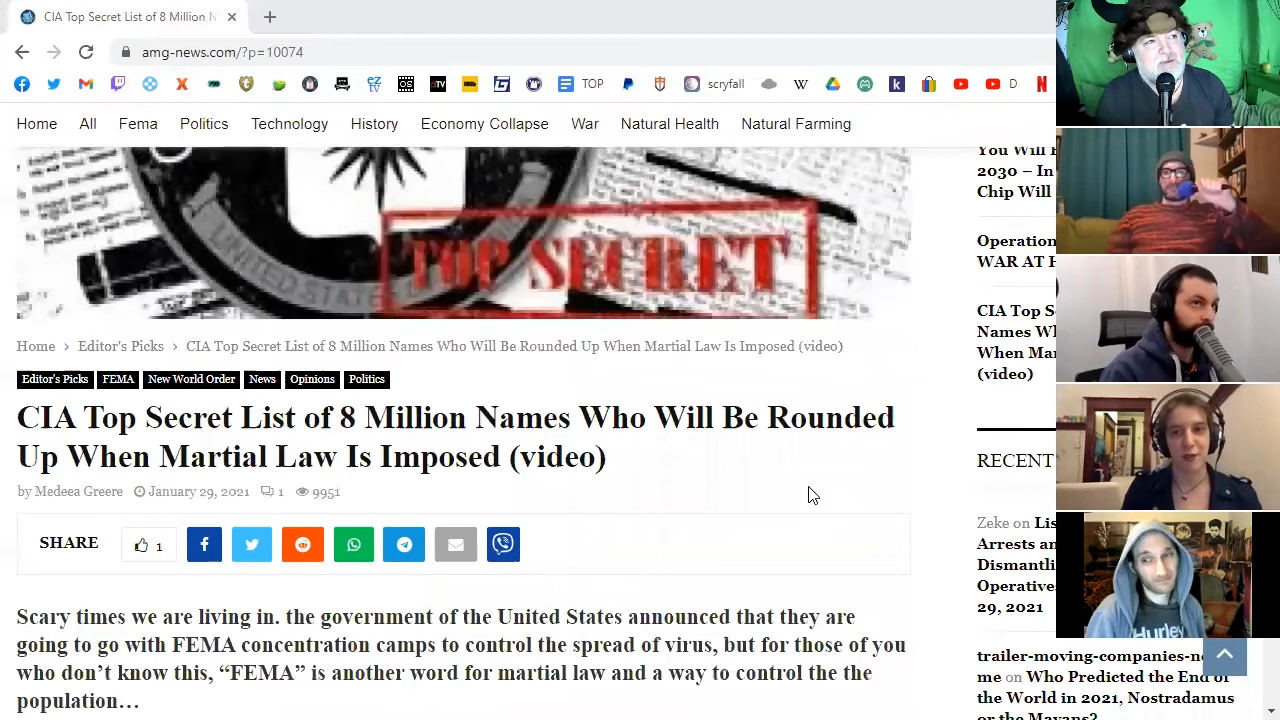 CIA Top Secret List of 8 Million N
amg-news.com/?p=10074
TOP
scryfall
D
Home All Fema Politics Technology History Economy Collapse War Natural Health Natural Farming
UNITED STATES
TOP SECRET
Home > Editor's Picks > CIA Top Secret List of 8 Million Names Who Will Be Rounded Up When Martial Law Is Imposed (video)
Editor's Picks FEMA New World Order News Opinions Politics
CIA Top Secret List of 8 Million Names Who Will Be Rounded
Up When Martial Law Is Imposed (video)
by Medeea Greere January 29, 2021 1 9951
SHARE 1
Scary times we are living in. the government of the United States announced that they are
going to go with FEMA concentration camps to control the spread of virus, but for those of you
who don't know this, “FEMA” is another word for martial law and a way to control the the
population…
You Will
2030 – In
Chip Will
Operation
WAR AT
CIA Top
Names
When
(video)
RECENT
Zeke on
Arrests
Dismantli
Operative
29, 2021
trailer-moving-companies-
me on Who Predicted the End of
the World in 2021, Nostradamus
or the Mayans?
Hurley